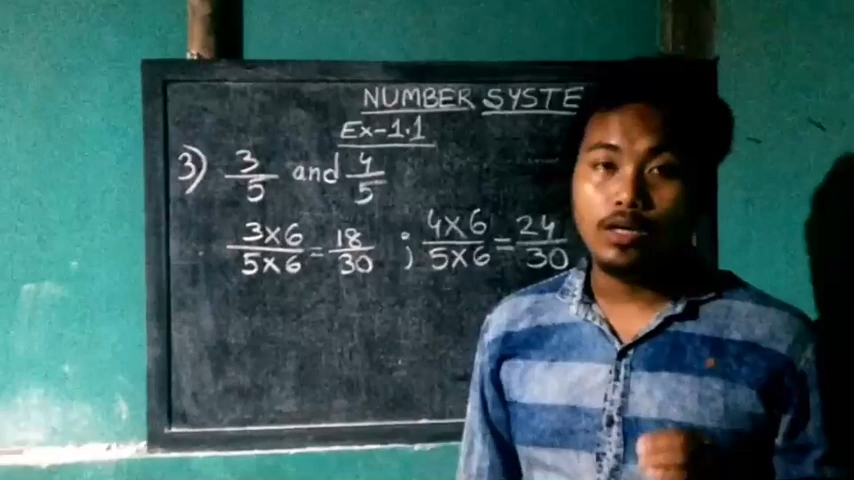 NUMBER SYSTE
Ex-1.1
3) 3/5 and 4/5
3×6/5×6 = 18/30 ; 4×6/5×6 = 24/30